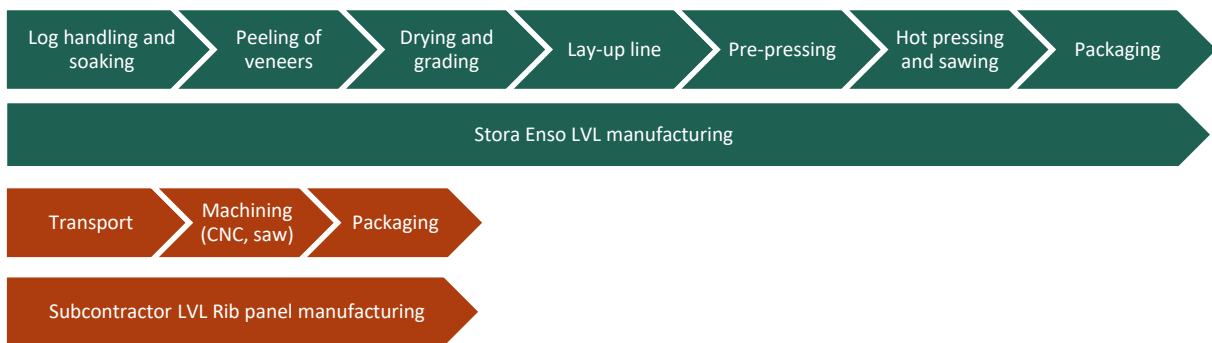 Log handling and
soaking
Peeling of
veneers
Drying and
grading
Lay-up line
Pre-pressing
Hot pressing
and sawing
Packaging
Stora Enso LVL manufacturing
Transport
Machining
(CNC, saw)
Packaging
Subcontractor LVL Rib panel manufacturing